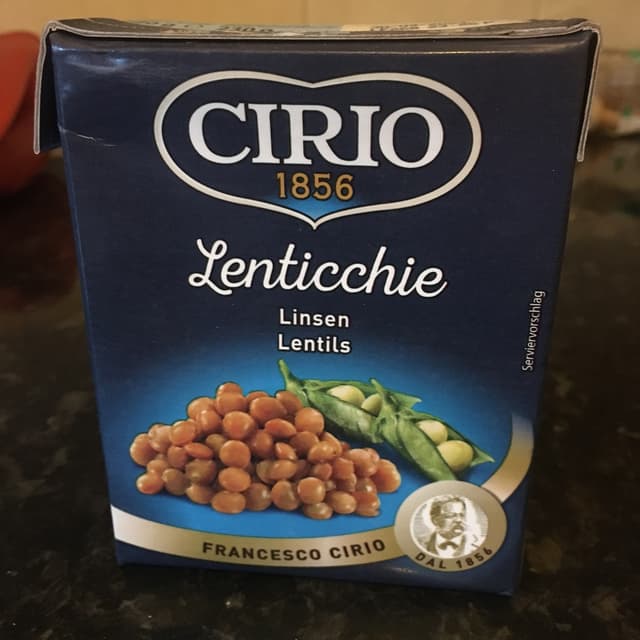 CIRIO
1856
Lenticchie
Linsen
Lentils
Serviervorschlag
FRANCESCO CIRIO
DAL 1856